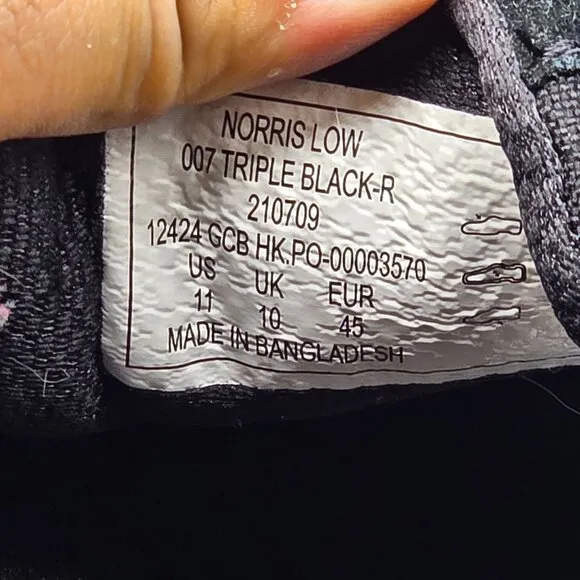 NORRIS LOW
007 TRIPLE BLACK-R
210709
12424 GCB HK.PO-00003570
US UK EUR
11 10 45
MADE IN BANGLADESH